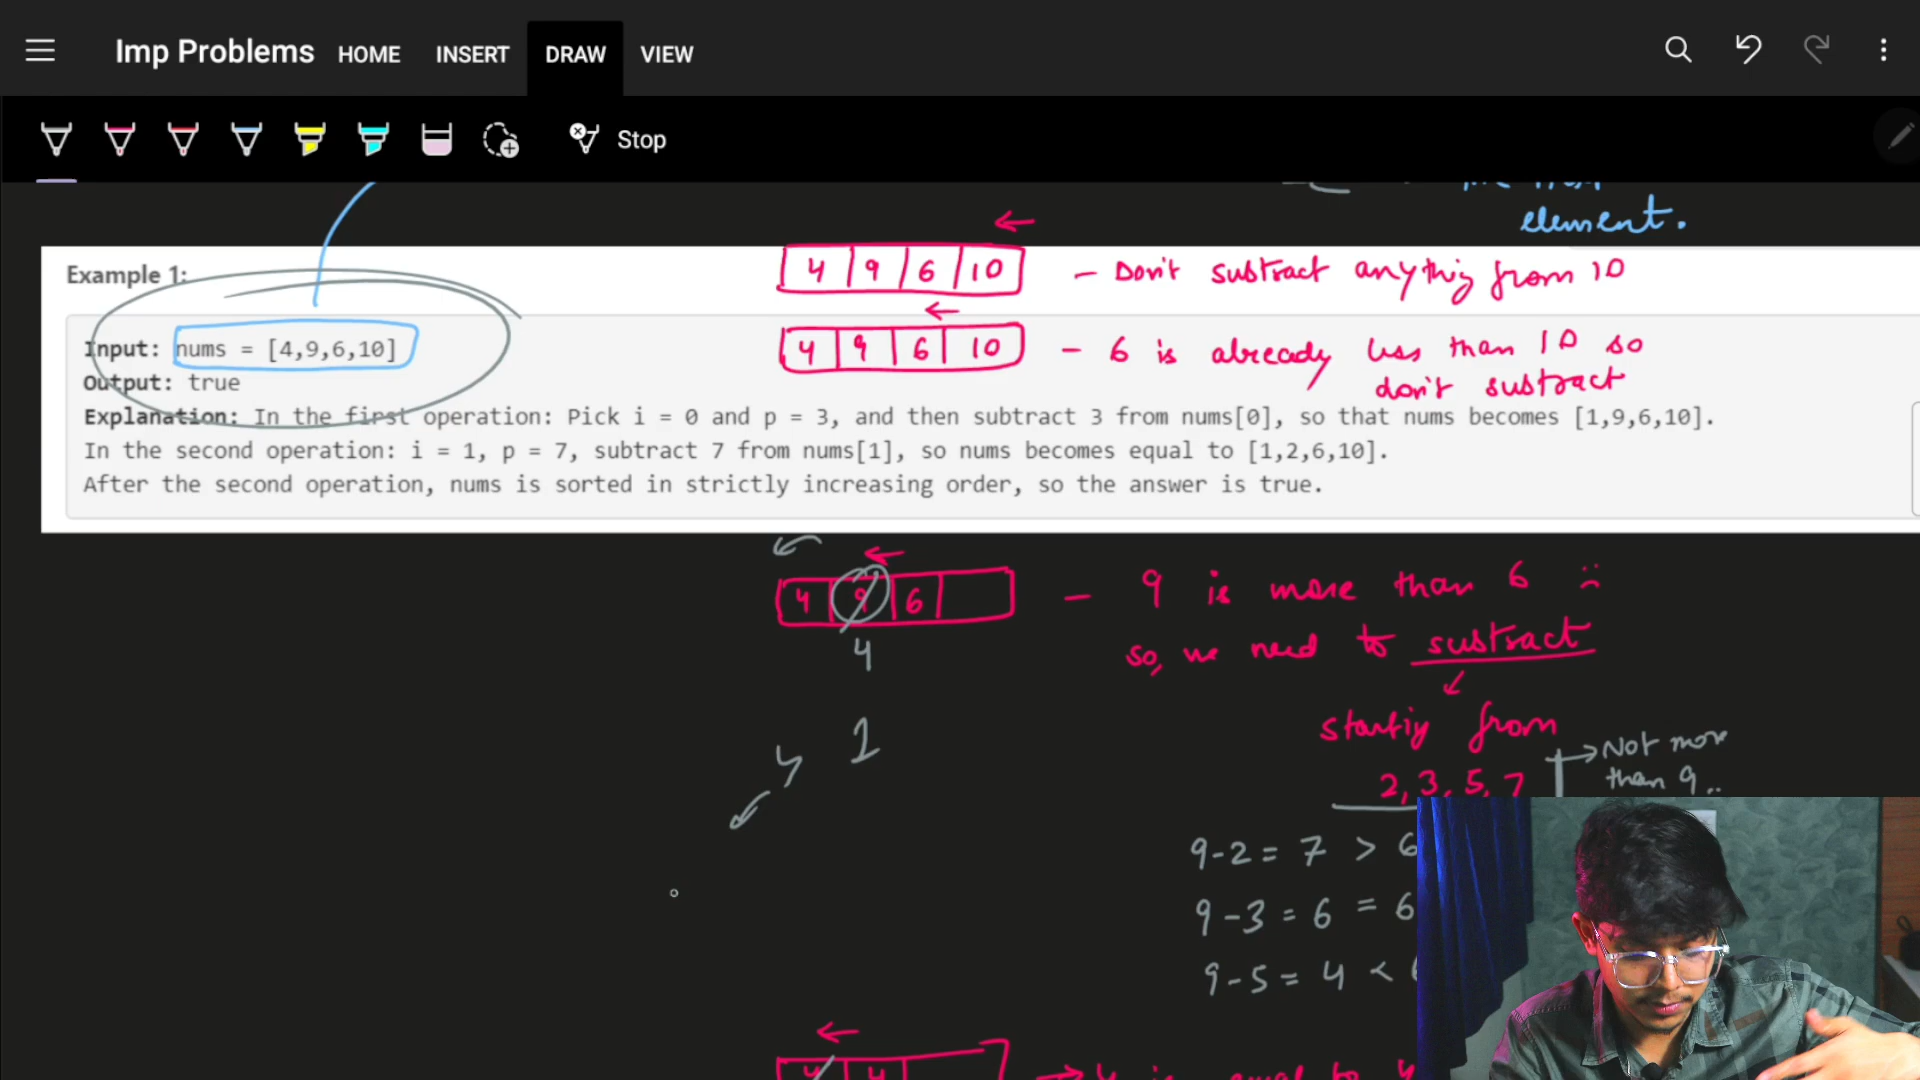 Imp Problems HOME INSERT DRAW VIEW
Stop
element.
Example 1:
4 9 6 10 - Don't subtract anything from 10
Input: nums = [4,9,6,10]
4 9 6 10 - 6 is already less than 10 so
don't subtract
Output: true
Explanation: In the first operation: Pick i = 0 and p = 3, and then subtract 3 from nums[0], so that nums becomes [1,9,6,10].
In the second operation: i = 1, p = 7, subtract 7 from nums[1], so nums becomes equal to [1,2,6,10].
After the second operation, nums is sorted in strictly increasing order, so the answer is true.
4 9 6 - 9 is more than 6 :(
4
so, we need to subtract
starting from
4 1
Not more
than 9..
2, 3, 5, 7
9-2 = 7 > 6
9-3 = 6 = 6
9-5 = 4 <
4 4